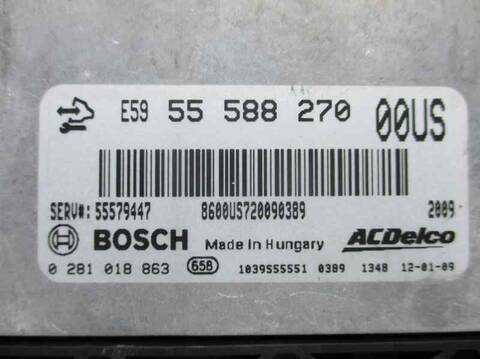 E59 55 588 270 00US
SERV#: 55579447 8600US720090389 2009
BOSCH Made in Hungary ACDelco
0 281 018 863 658 1039S55551 0389 1348 12-01-09